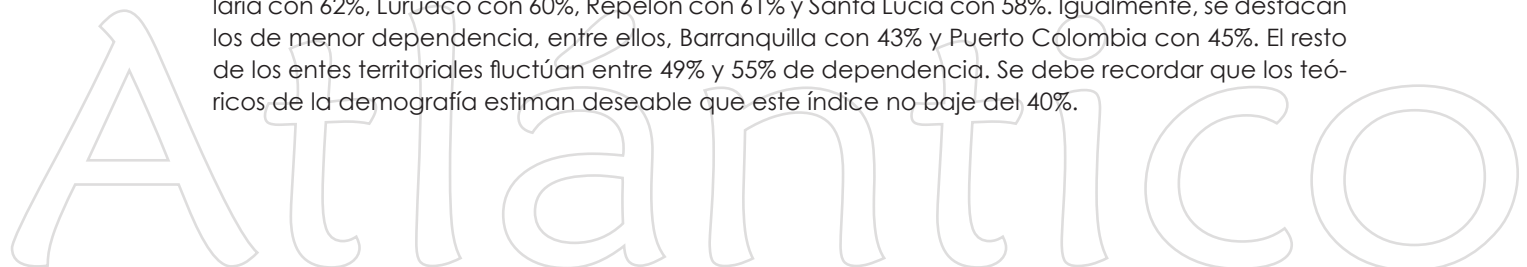 laria con 62%, Luruaco con 60%, Repelón con 61% y Santa Lucía con 58%. Igualmente, se destacan
los de menor dependencia, entre ellos, Barranquilla con 43% y Puerto Colombia con 45%. El resto
de los entes territoriales fluctúan entre 49% y 55% de dependencia. Se debe recordar que los teó-
ricos de la demografía estiman deseable que este índice no baje del 40%.
Atlántico